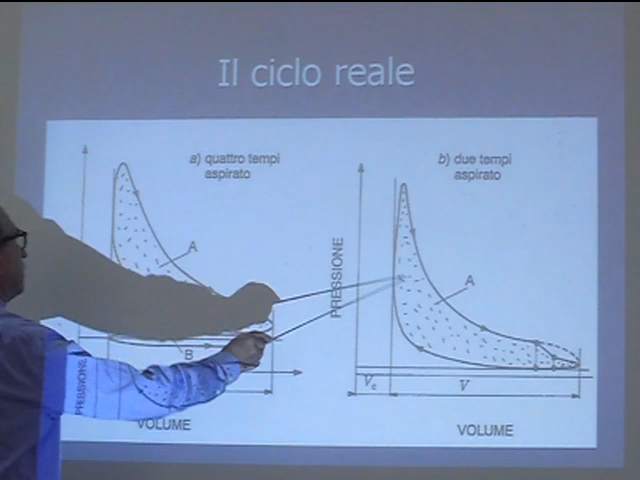 Il ciclo reale
a) quattro tempi
aspirato
b) due tempi
aspirato
A
B
PRESSIONE
VOLUME
PRESSIONE
A
Vc
V
VOLUME